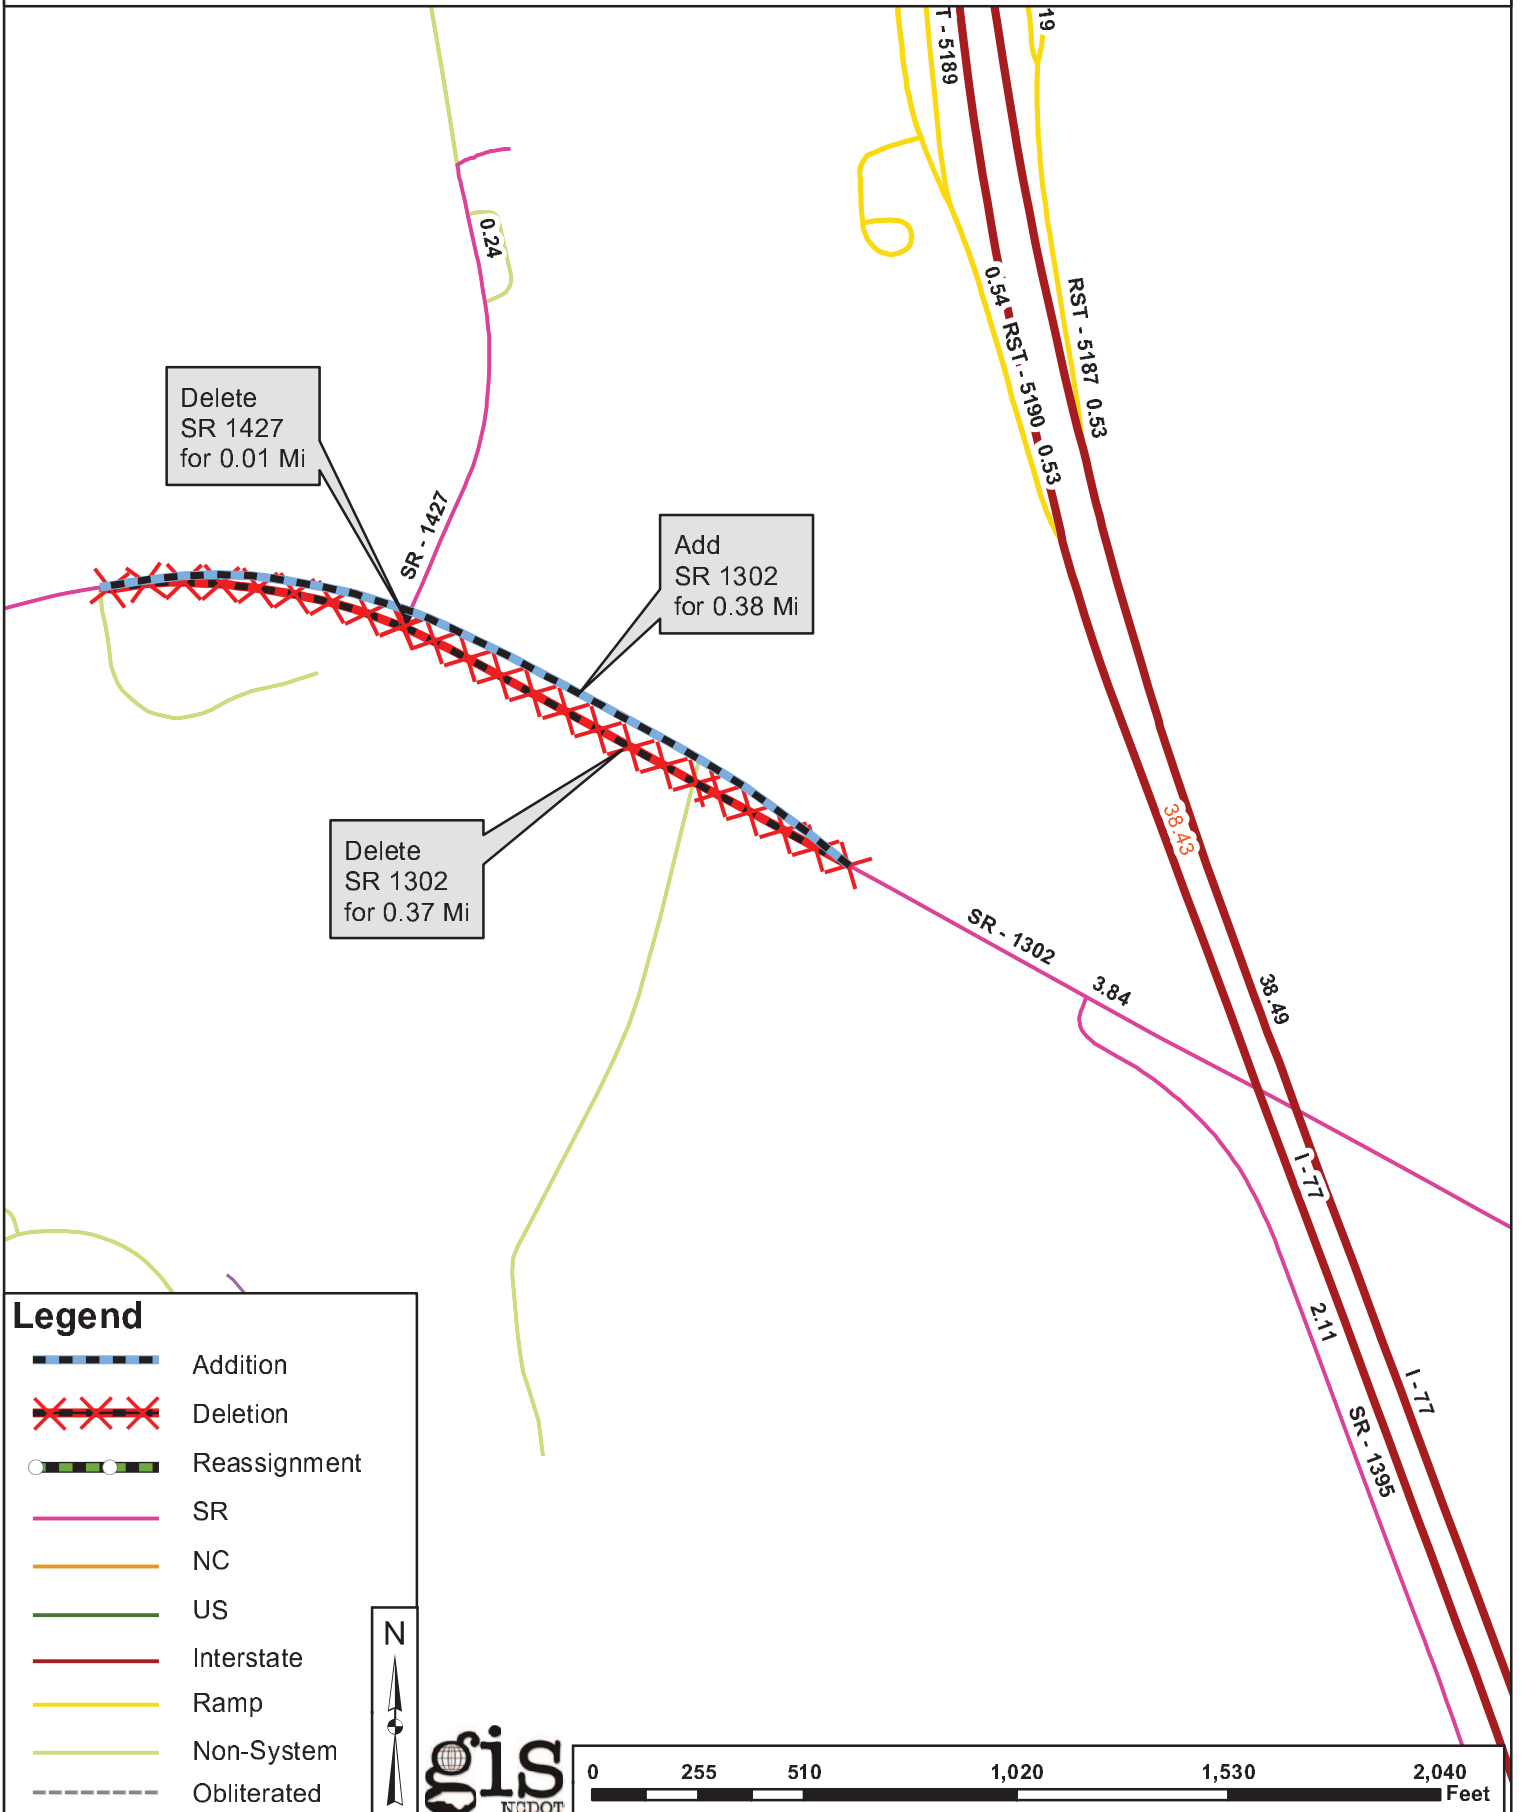 T - 5189
19
0.24
0.54
RST - 5190
0.53
RST - 5187
0.53
Delete
SR 1427
for 0.01 Mi
SR - 1427
Add
SR 1302
for 0.38 Mi
Delete
SR 1302
for 0.37 Mi
38.43
SR - 1302
3.84
38.49
I - 77
2.11
I - 77
SR - 1395
Legend
Addition
Deletion
Reassignment
SR
NC
US
Interstate
Ramp
Non-System
Obliterated
N
gis
NCDOT
0 255 510 1,020 1,530 2,040
Feet